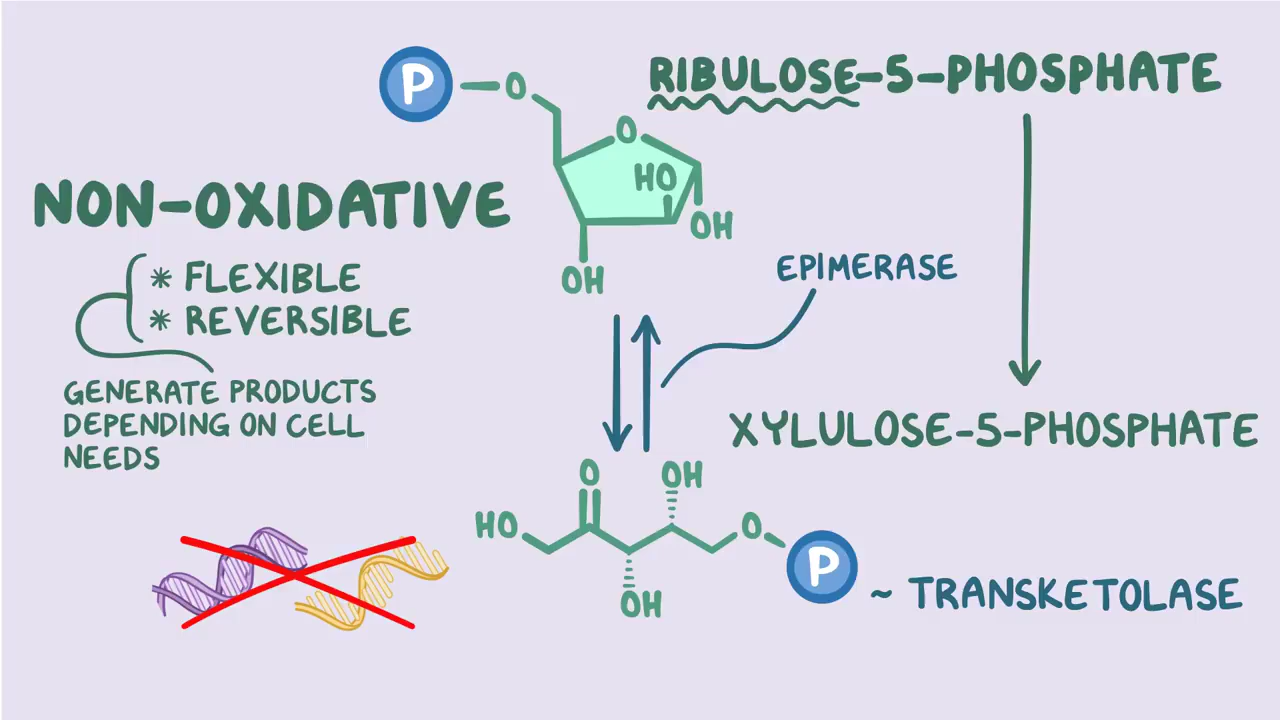 RIBULOSE-5-PHOSPHATE
P-O
O
HO
OH
OH
NON-OXIDATIVE
* FLEXIBLE
* REVERSIBLE
GENERATE PRODUCTS
DEPENDING ON CELL
NEEDS
EPIMERASE
XYLULOSE-5-PHOSPHATE
O
OH
HO
O
P
OH
~ TRANSKETOLASE